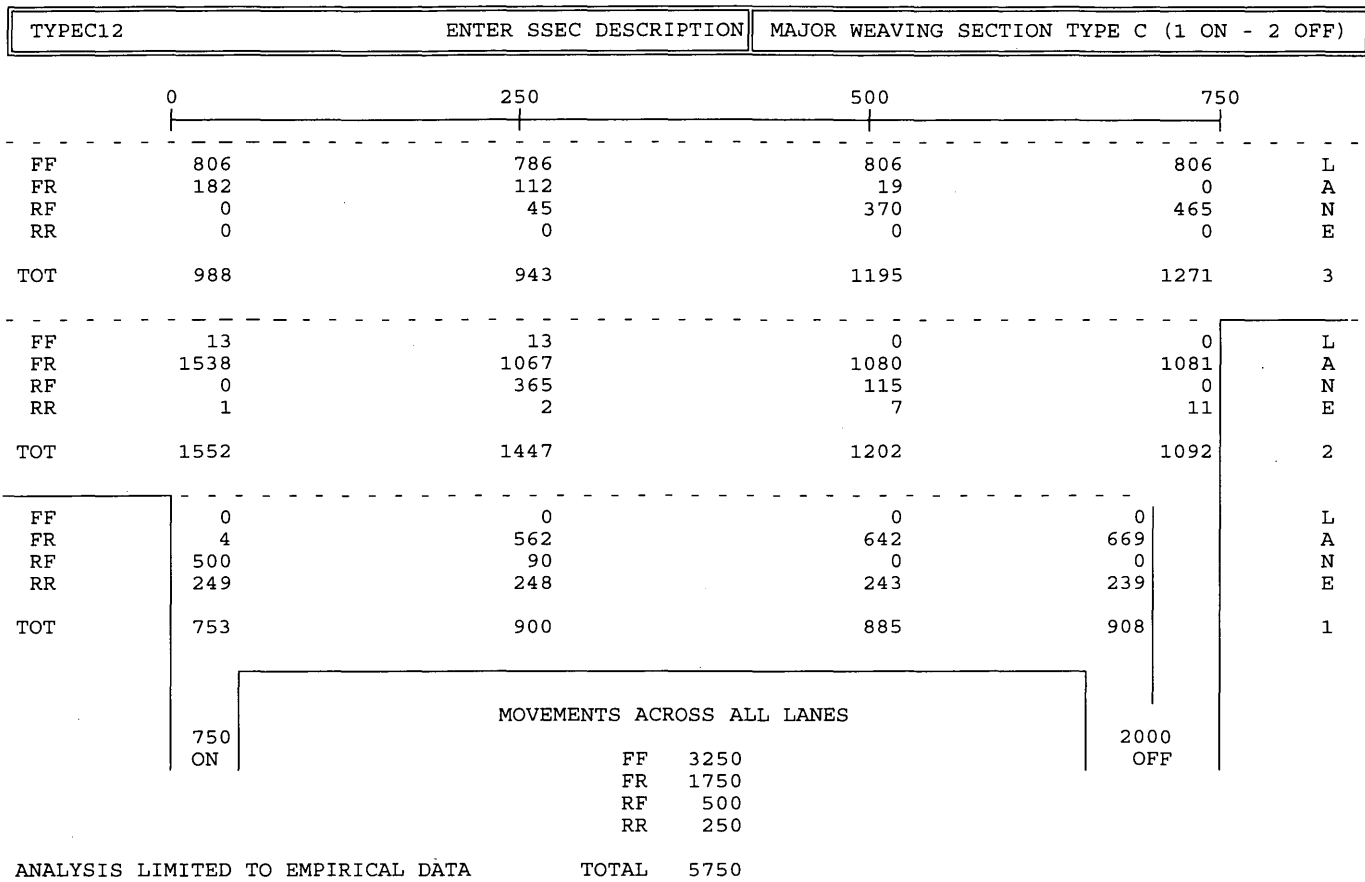 TYPEC12 ENTER SSEC DESCRIPTION MAJOR WEAVING SECTION TYPE C (1 ON - 2 OFF)
0 250 500 750
FF 806 786 806 806 L
FR 182 112 19 0 A
RF 0 45 370 465 N
RR 0 0 0 0 E
TOT 988 943 1195 1271 3
FF 13 13 0 0 L
FR 1538 1067 1080 1081 A
RF 0 365 115 0 N
RR 1 2 7 11 E
TOT 1552 1447 1202 1092 2
FF 0 0 0 0 L
FR 4 562 642 669 A
RF 500 90 0 0 N
RR 249 248 243 239 E
TOT 753 900 885 908 1
MOVEMENTS ACROSS ALL LANES
750 2000
ON OFF
FF 3250
FR 1750
RF 500
RR 250
ANALYSIS LIMITED TO EMPIRICAL DATA TOTAL 5750